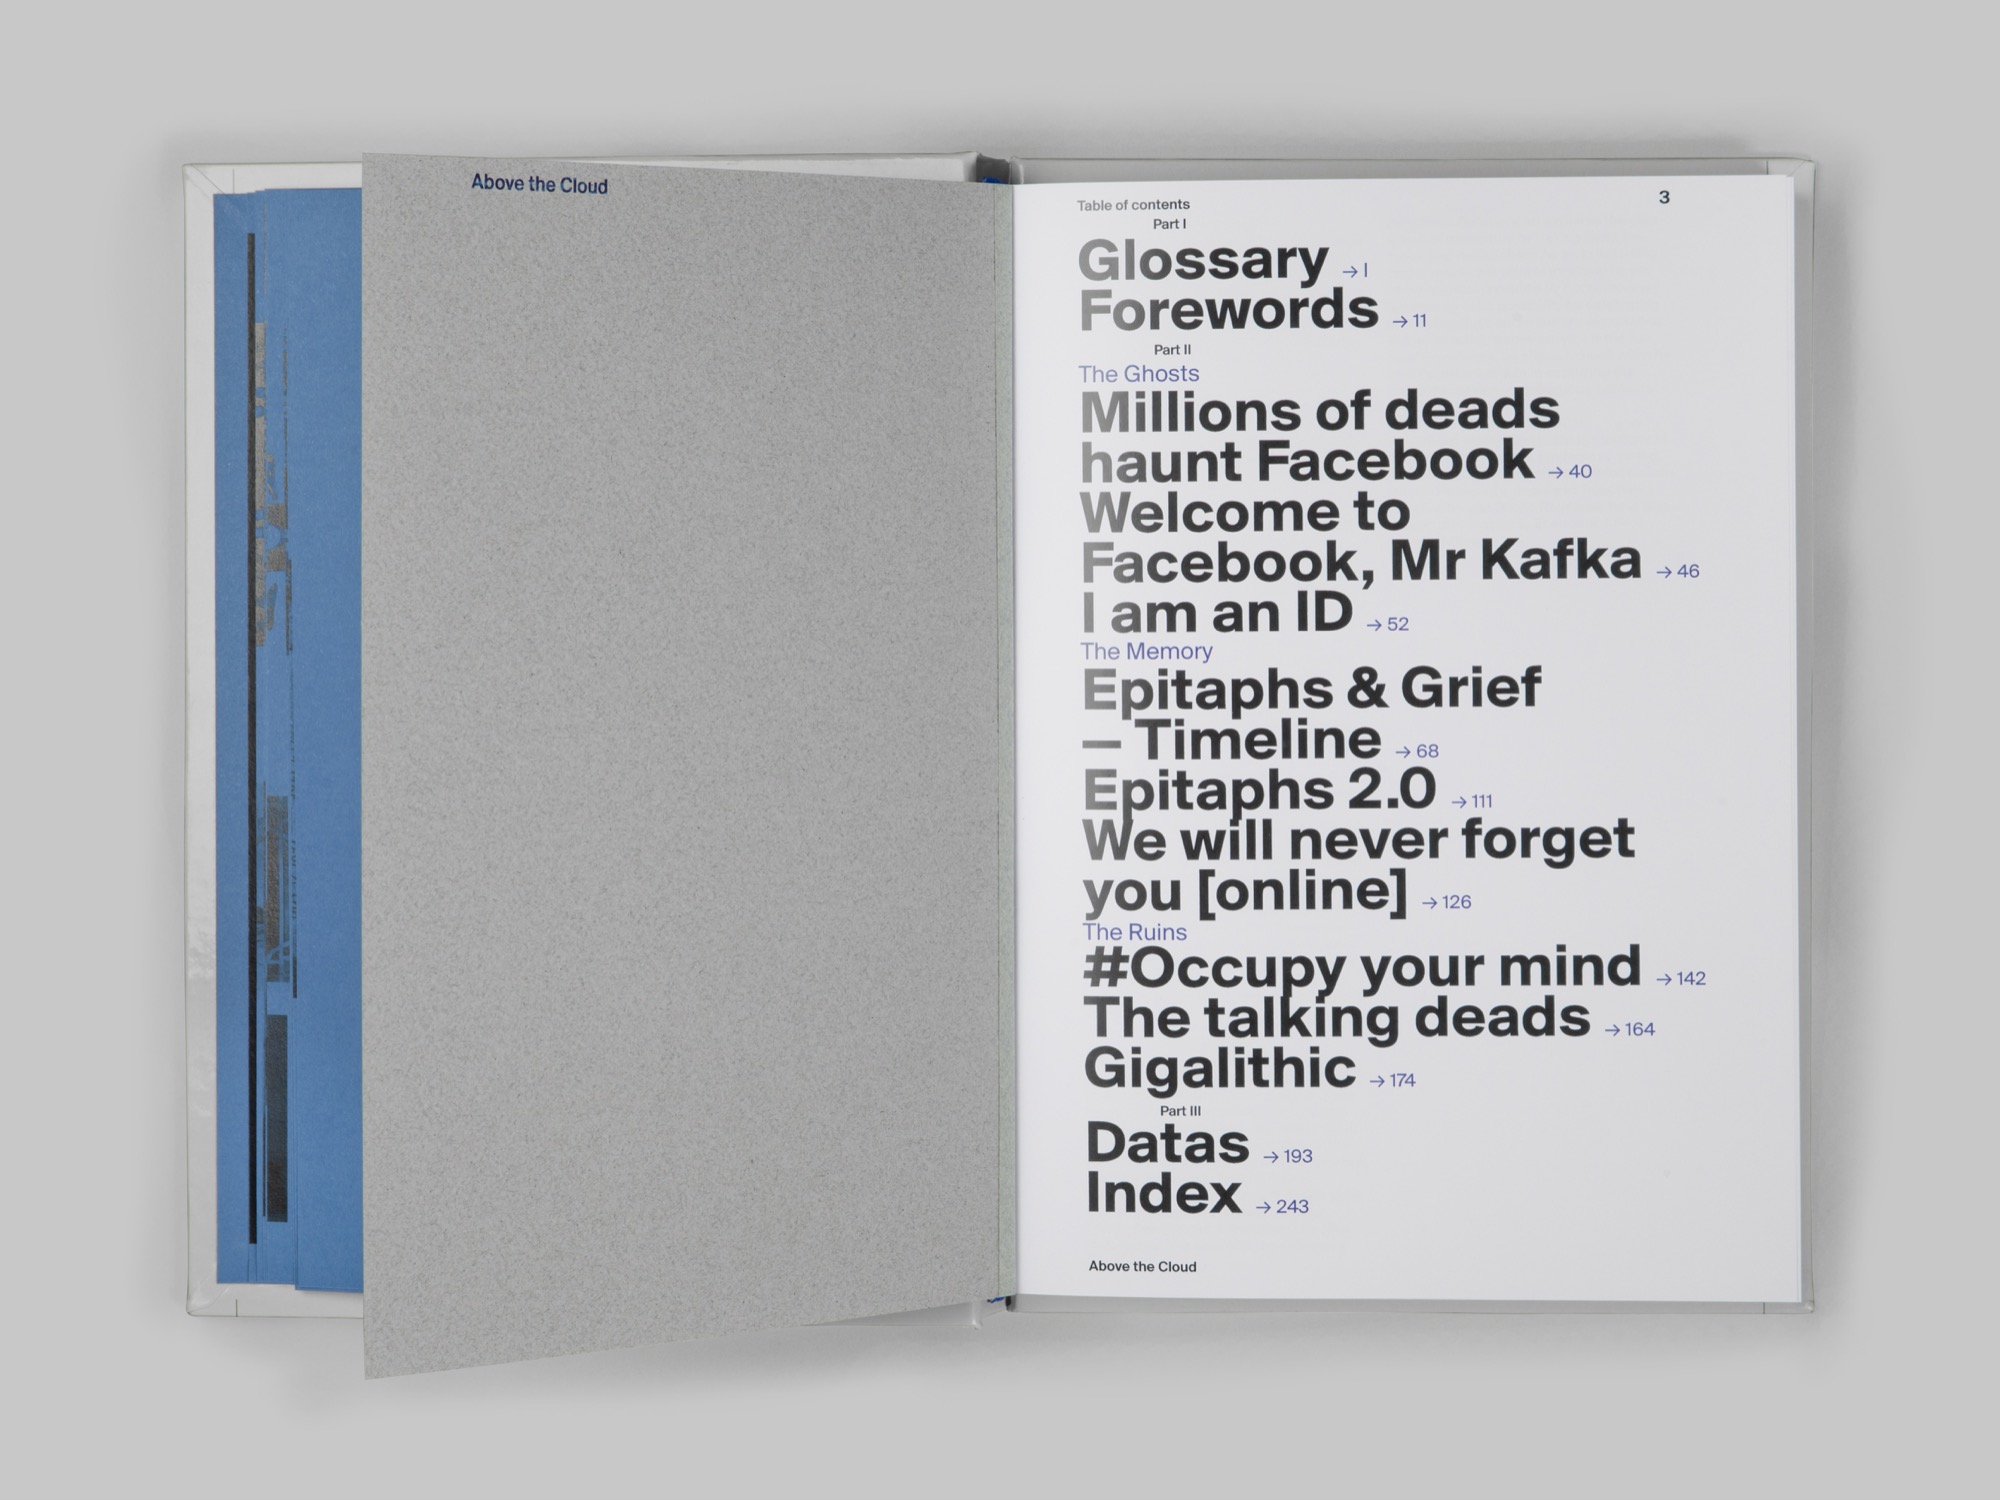 Above the Cloud
Table of contents
3
Part I
Glossary → I
Forewords → 11
Part II
The Ghosts
Millions of deads
haunt Facebook → 40
Welcome to
Facebook, Mr Kafka → 46
I am an ID → 52
The Memory
Epitaphs & Grief
— Timeline → 68
Epitaphs 2.0 → 111
We will never forget
you [online] → 126
The Ruins
#Occupy your mind → 142
The talking deads → 164
Gigalithic → 174
Part III
Datas → 193
Index → 243
Above the Cloud